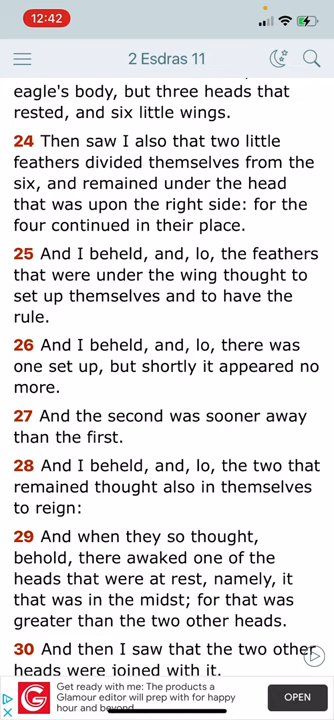 12:42
2 Esdras 11
eagle's body, but three heads that
rested, and six little wings.
24 Then saw I also that two little
feathers divided themselves from the
six, and remained under the head
that was upon the right side: for the
four continued in their place.
25 And I beheld, and, lo, the feathers
that were under the wing thought to
set up themselves and to have the
rule.
26 And I beheld, and, lo, there was
one set up, but shortly it appeared no
more.
27 And the second was sooner away
than the first.
28 And I beheld, and, lo, the two that
remained thought also in themselves
to reign:
29 And when they so thought,
behold, there awaked one of the
heads that were at rest, namely, it
that was in the midst; for that was
greater than the two other heads.
30 And then I saw that the two other
heads were joined with it.
Get ready with me: The products a
Glamour editor will prep with for happy
hour and beyond
OPEN